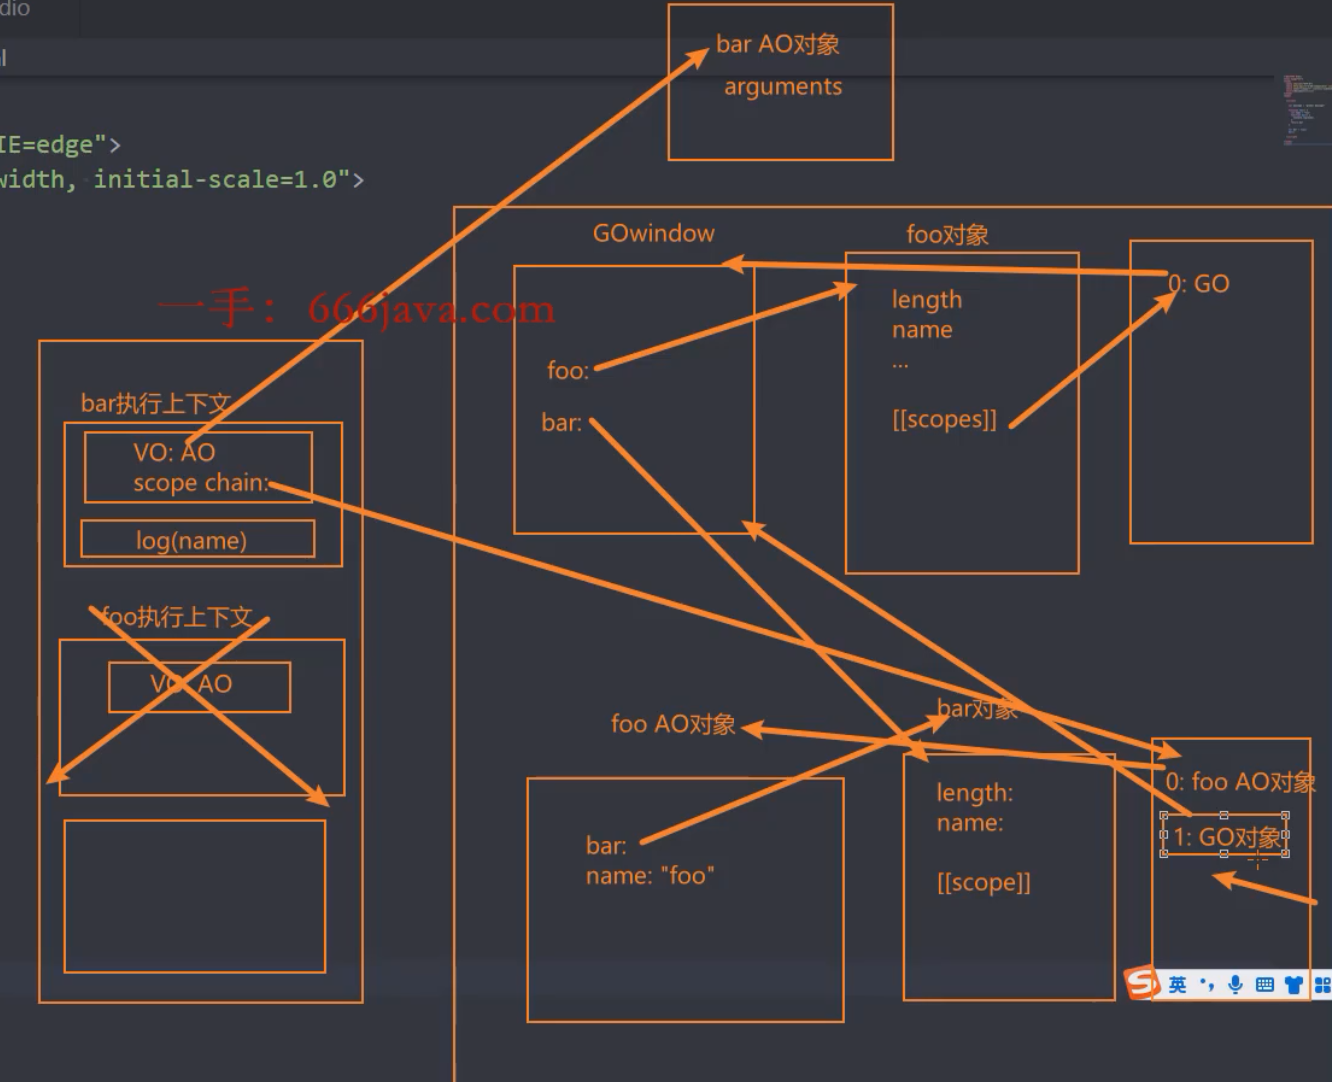 dio
l
IE=edge">
width, initial-scale=1.0">
一手：666java.com
bar AO对象
arguments
GOwindow
foo:
bar:
foo对象
length
name
...
[[scopes]]
0: GO
bar执行上下文
VO: AO
scope chain:
log(name)
foo执行上下文
VO: AO
foo AO对象
bar:
name: "foo"
bar对象
length:
name:
[[scope]]
0: foo AO对象
1: GO对象
英